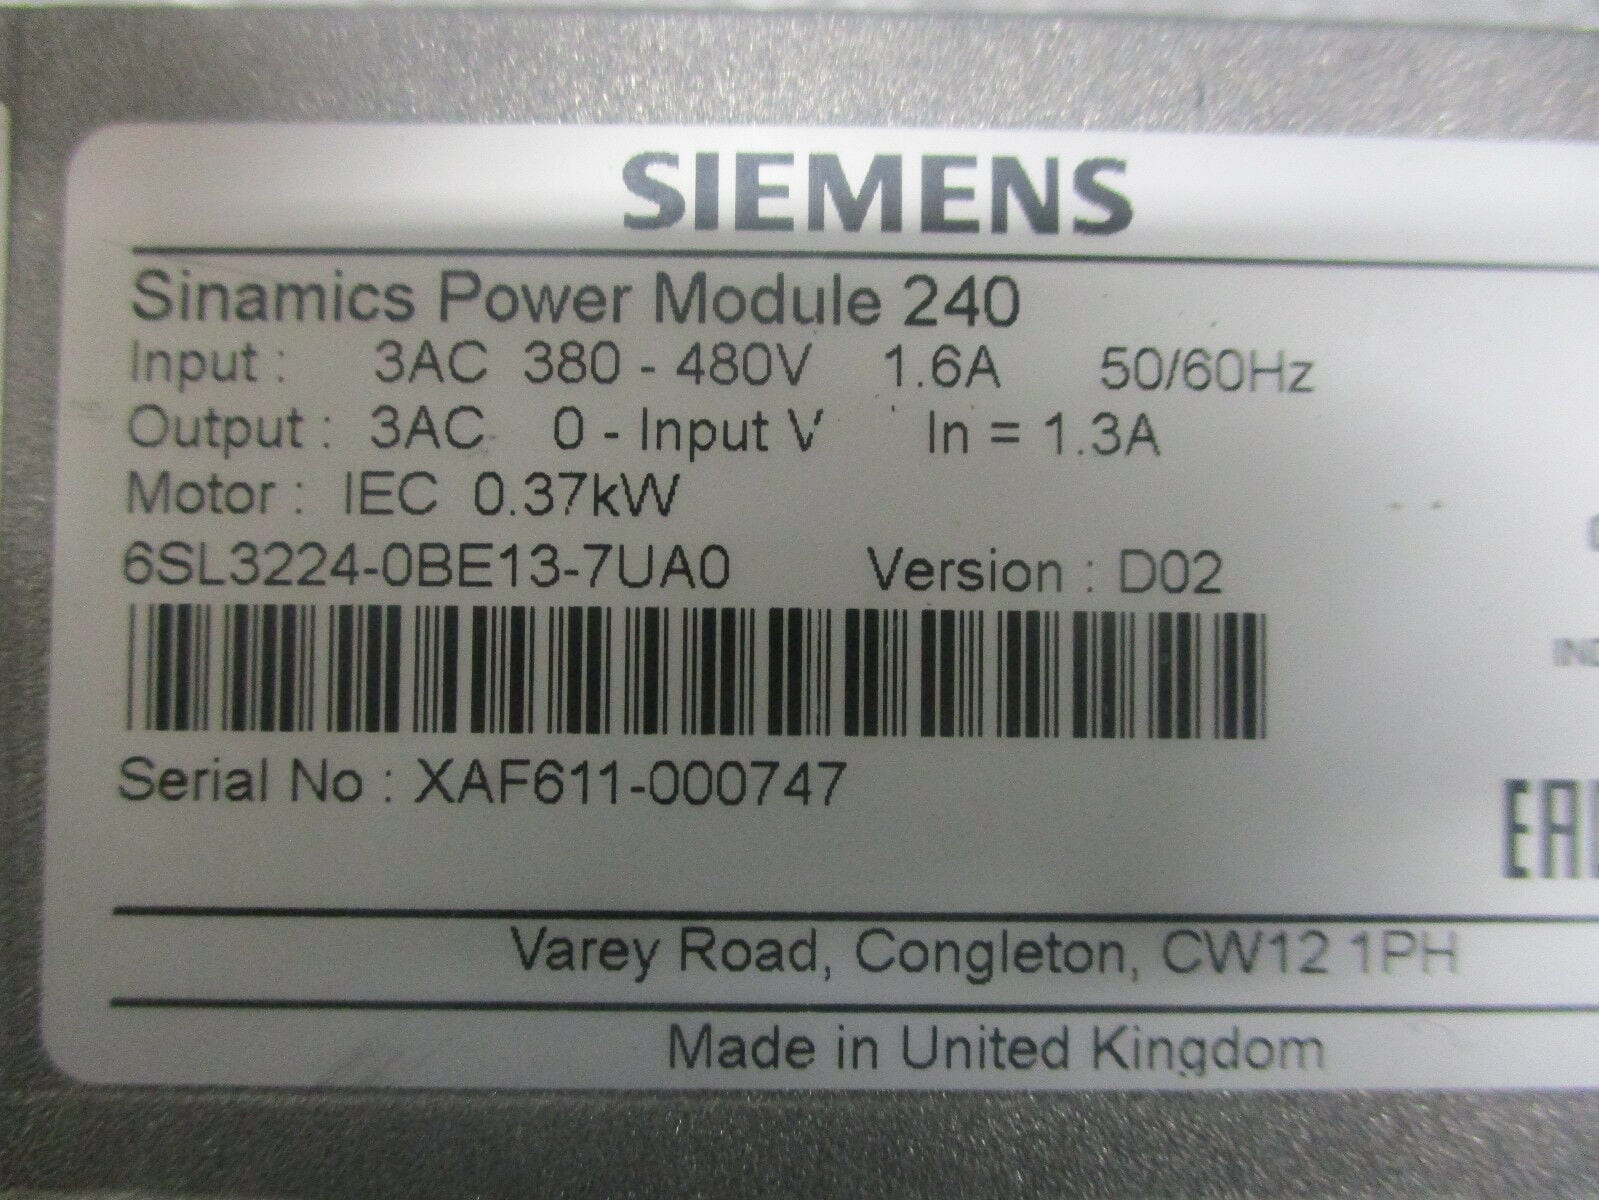 SIEMENS
Sinamics Power Module 240
Input : 3AC 380 - 480V 1.6A 50/60Hz
Output : 3AC 0 - Input V In = 1.3A
Motor : IEC 0.37kW
6SL3224-0BE13-7UA0 Version : D02
Serial No : XAF611-000747
Varey Road, Congleton, CW12 1PH
Made in United Kingdom